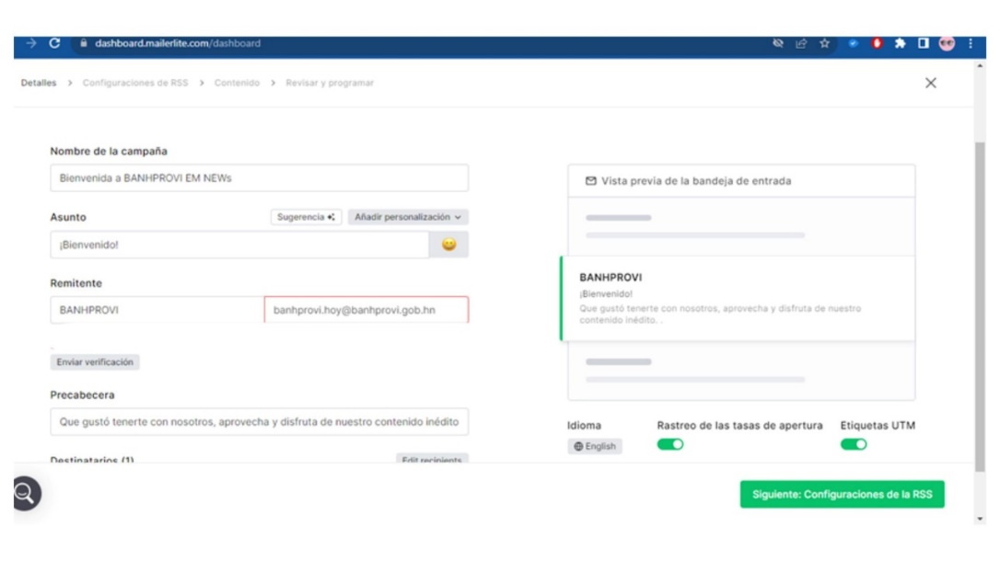 dashboard.mailerlite.com/dashboard
Detalles > Configuraciones de RSS > Contenido > Revisar y programar
Nombre de la campaña
Bienvenida a BANHPROVI EM NEWs
Vista previa de la bandeja de entrada
Asunto Sugerencia Añadir personalización
¡Bienvenido!
Remitente
BANHPROVI banhprovi.hoy@banhprovi.gob.hn
BANHPROVI
¡Bienvenido!
Que gustó tenerte con nosotros, aprovecha y disfruta de nuestro
contenido inédito. .
Enviar verificación
Precabecera
Que gustó tenerte con nosotros, aprovecha y disfruta de nuestro contenido inédito
Idioma Rastreo de las tasas de apertura Etiquetas UTM
English
Destinatarios (1) Edit recipients
Siguiente: Configuraciones de la RSS